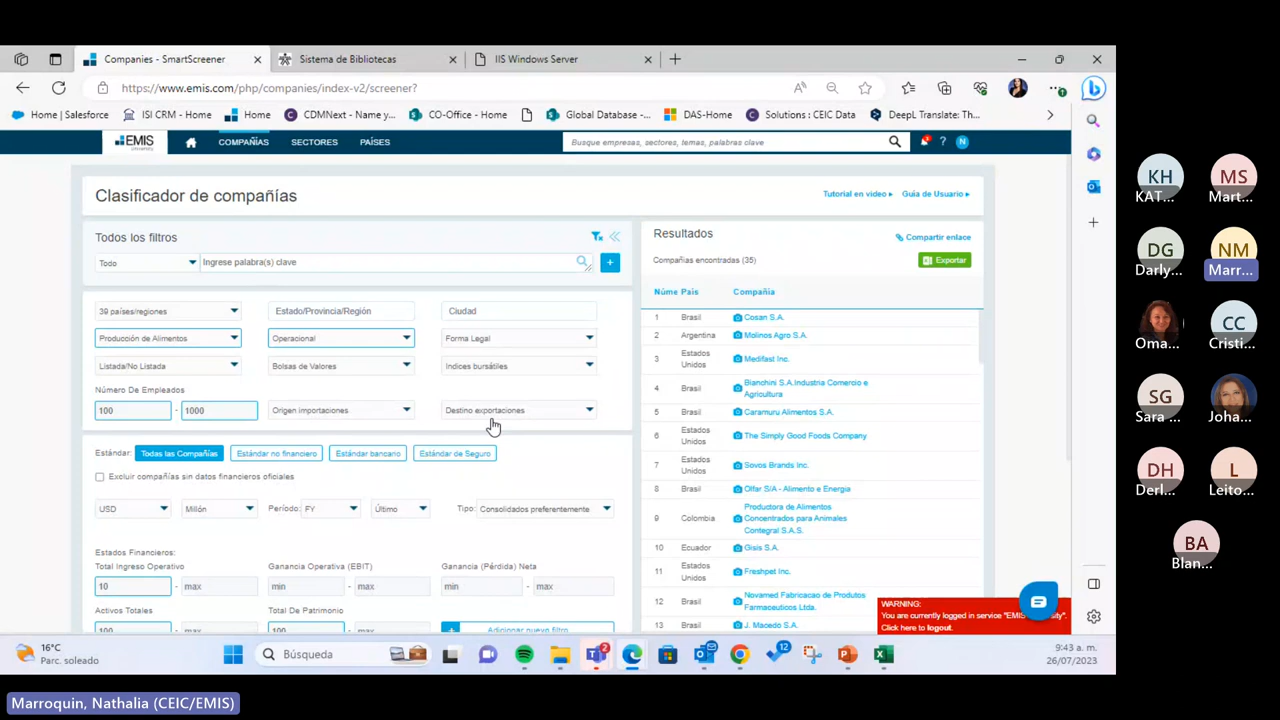 Companies - SmartScreener
Sistema de Bibliotecas
IIS Windows Server
https://www.emis.com/php/companies/index-v2/screener?
Home | Salesforce
ISI CRM - Home
Home
CDMNext - Name y...
CO-Office - Home
Global Database -...
DAS-Home
Solutions : CEIC Data
DeepL Translate: Th...
EMIS
COMPAÑÍAS
SECTORES
PAÍSES
Busque empresas, sectores, temas, palabras clave
?
N
Clasificador de compañías
Tutorial en video
Guía de Usuario
Todos los filtros
Todo
Ingrese palabra(s) clave
+
39 países/regiones
Estado/Provincia/Región
Ciudad
Producción de Alimentos
Operacional
Forma Legal
Listada/No Listada
Bolsas de Valores
Indices bursátiles
Número De Empleados
100 - 1000
Origen importaciones
Destino exportaciones
Estándar:
Todas las Compañías
Estándar no financiero
Estándar bancario
Estándar de Seguro
Excluir compañías sin datos financieros oficiales
USD
Millón
Período:
FY
Último
Tipo:
Consolidados preferentemente
Estados Financieros:
Total Ingreso Operativo
Ganancia Operativa (EBIT)
Ganancia (Pérdida) Neta
10 - max
min - max
min - max
Activos Totales
Total De Patrimonio
100 - max
100 - max
Adicionar nuevo filtro
Resultados
Compartir enlace
Compañías encontradas (35)
Exportar
Núme País Compañía
1 Brasil Cosan S.A.
2 Argentina Molinos Agro S.A.
3 Estados Unidos Medifast Inc.
4 Brasil Bianchini S.A.Industria Comercio e Agricultura
5 Brasil Caramuru Alimentos S.A.
6 Estados Unidos The Simply Good Foods Company
7 Estados Unidos Sovos Brands Inc.
8 Brasil Olfar S/A - Alimento e Energia
9 Colombia Productora de Alimentos Concentrados para Animales Contegral S.A.S.
10 Ecuador Gisis S.A.
11 Estados Unidos Freshpet Inc.
12 Brasil Novamed Fabricacao de Produtos Farmaceuticos Ltda.
13 Brasil J. Macedo S.A.
WARNING:
You are currently logged in service "EMIS
Click here to logout.
16°C
Parc. soleado
Búsqueda
2
12
9:43 a. m.
26/07/2023
KH
KAT...
MS
Mart...
DG
Darly...
NM
Marr...
Oma...
CC
Cristi...
SG
Sara ...
Joha...
DH
Derl...
L
Leito...
BA
Blan...
Marroquin, Nathalia (CEIC/EMIS)